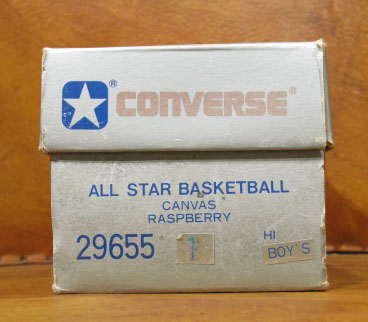 ® CONVERSE®
ALL STAR BASKETBALL
CANVAS
RASPBERRY
29655 1 HI
BOY'S